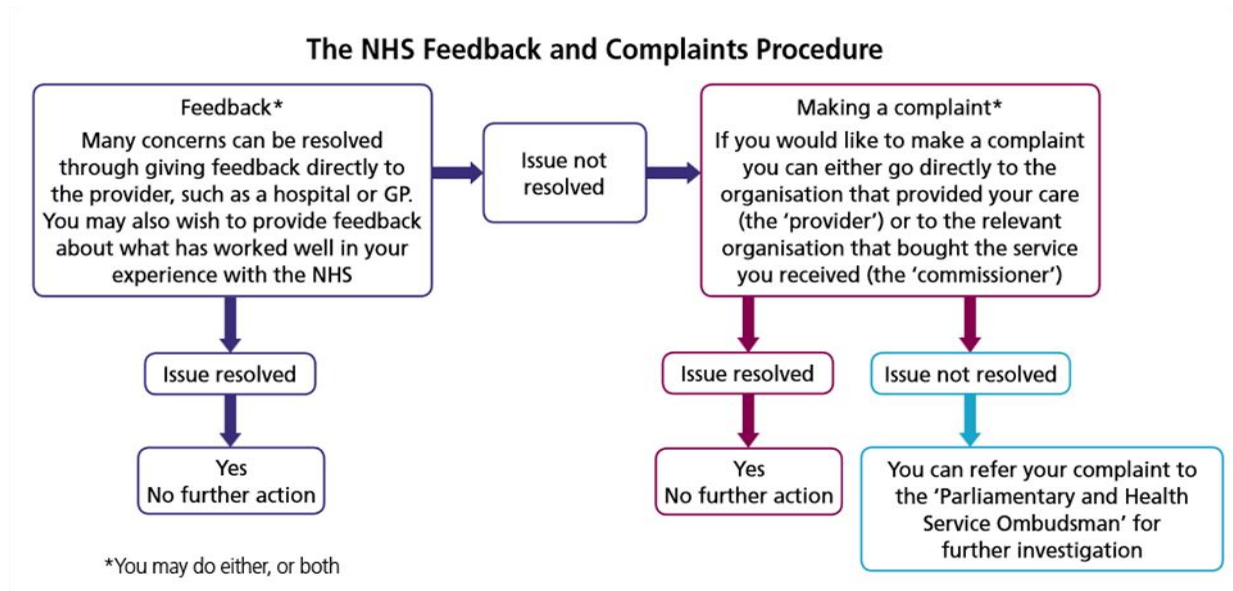 The NHS Feedback and Complaints Procedure
Feedback*
Many concerns can be resolved
through giving feedback directly to
the provider, such as a hospital or GP.
You may also wish to provide feedback
about what has worked well in your
experience with the NHS
Issue not
resolved
Making a complaint*
If you would like to make a complaint
you can either go directly to the
organisation that provided your care
(the ‘provider’) or to the relevant
organisation that bought the service
you received (the ‘commissioner’)
Issue resolved
Issue resolved
Issue not resolved
Yes
No further action
Yes
No further action
You can refer your complaint to
the ‘Parliamentary and Health
Service Ombudsman’ for
further investigation
*You may do either, or both